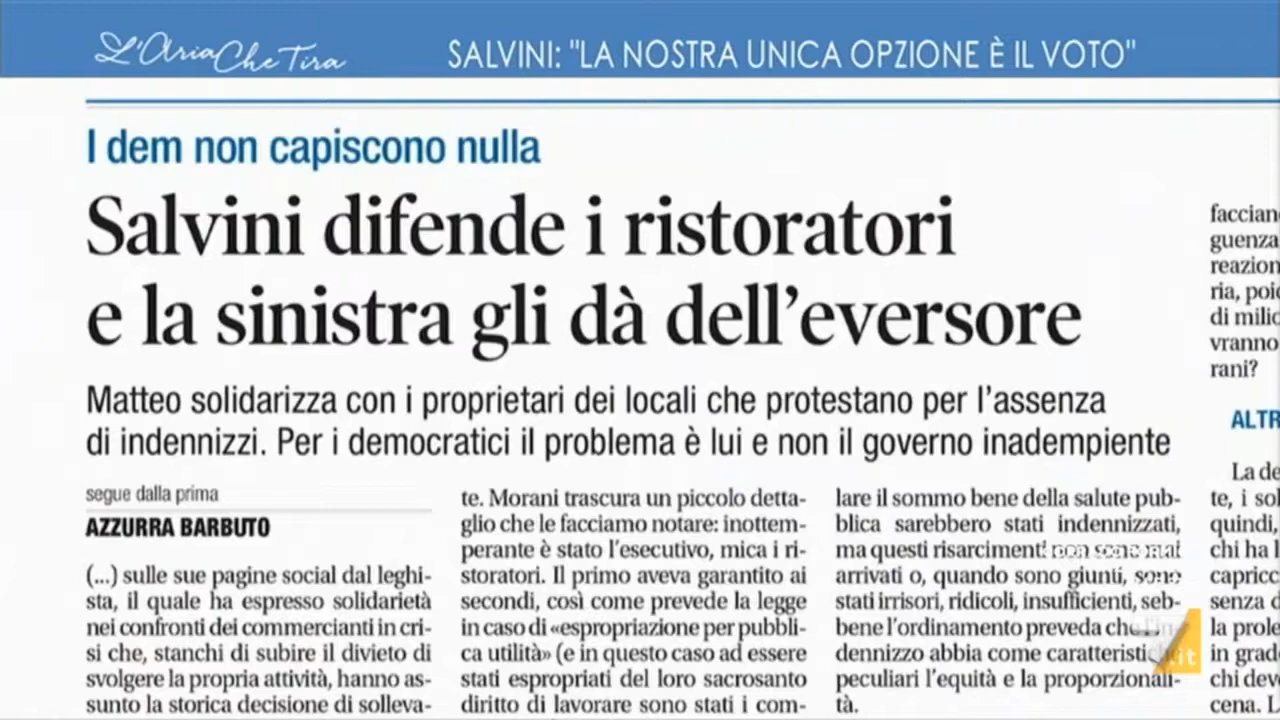 L'Aria Che Tira
SALVINI: "LA NOSTRA UNICA OPZIONE È IL VOTO"
I dem non capiscono nulla
Salvini difende i ristoratori
e la sinistra gli dà dell'eversore
Matteo solidarizza con i proprietari dei locali che protestano per l'assenza
di indennizzi. Per i democratici il problema è lui e non il governo inadempiente
segue dalla prima
AZZURRA BARBUTO
(...) sulle sue pagine social dal leghi-
sta, il quale ha espresso solidarietà
nei confronti dei commercianti in cri-
si che, stanchi di subire il divieto di
svolgere la propria attività, hanno as-
sunto la storica decisione di solleva-
te. Morani trascura un piccolo detta-
glio che le facciamo notare: inottem-
perante è stato l'esecutivo, mica i ri-
storatori. Il primo aveva garantito ai
secondi, così come prevede la legge
in caso di «espropriazione per pubbli-
ca utilità» (e in questo caso ad essere
stati espropriati del loro sacrosanto
diritto di lavorare sono stati i com-
lare il sommo bene della salute pub-
blica sarebbero stati indennizzati,
ma questi risarcimenti
arrivati o, quando sono giunti, sono
stati irrisori, ridicoli, insufficienti, seb-
bene l'ordinamento preveda che
dennizzo abbia come
peculiari l'equità e la proporzionali-
tà.
faccian
guenza
reazion
ria, poic
di milio
vranno
rani?
ALTR
La de
te, i sol
quindi,
chi ha l
capricc
senza d
la prole
in grad
chi deve
cena. L
.it